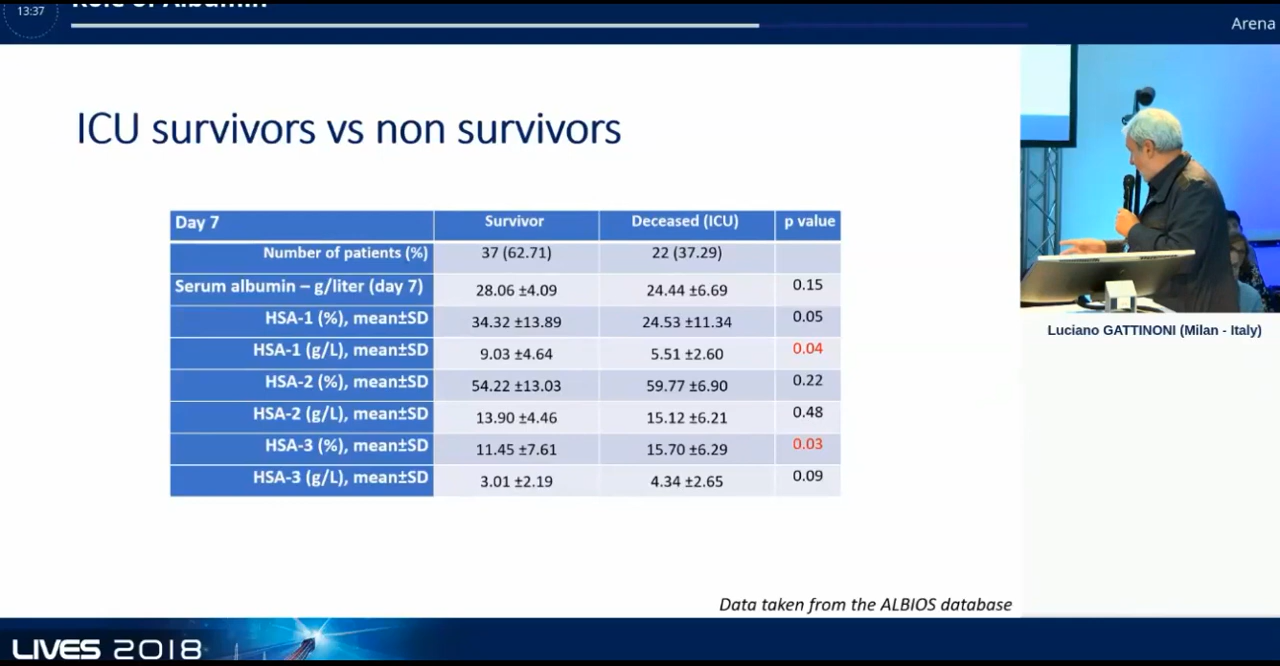 13:37
Role of Albumin
Arena
ICU survivors vs non survivors
Day 7 Survivor Deceased (ICU) p value
Number of patients (%) 37 (62.71) 22 (37.29)
Serum albumin – g/liter (day 7) 28.06 ±4.09 24.44 ±6.69 0.15
HSA-1 (%), mean±SD 34.32 ±13.89 24.53 ±11.34 0.05
HSA-1 (g/L), mean±SD 9.03 ±4.64 5.51 ±2.60 0.04
HSA-2 (%), mean±SD 54.22 ±13.03 59.77 ±6.90 0.22
HSA-2 (g/L), mean±SD 13.90 ±4.46 15.12 ±6.21 0.48
HSA-3 (%), mean±SD 11.45 ±7.61 15.70 ±6.29 0.03
HSA-3 (g/L), mean±SD 3.01 ±2.19 4.34 ±2.65 0.09
Luciano GATTINONI (Milan - Italy)
Data taken from the ALBIOS database
LIVES 2018